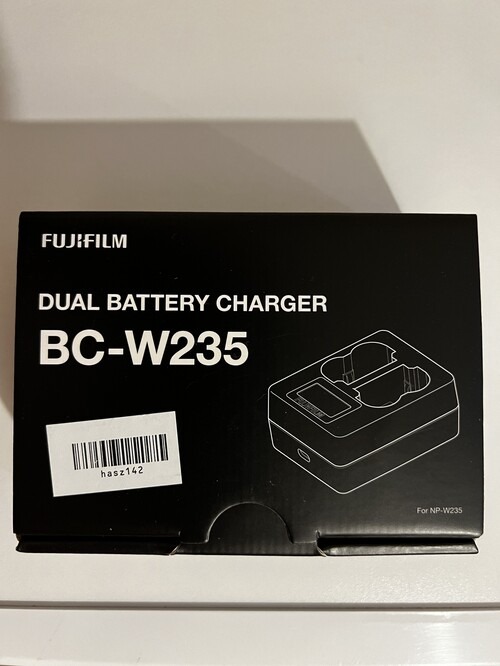 FUJIFILM
DUAL BATTERY CHARGER
BC-W235
hasz142
For NP-W235